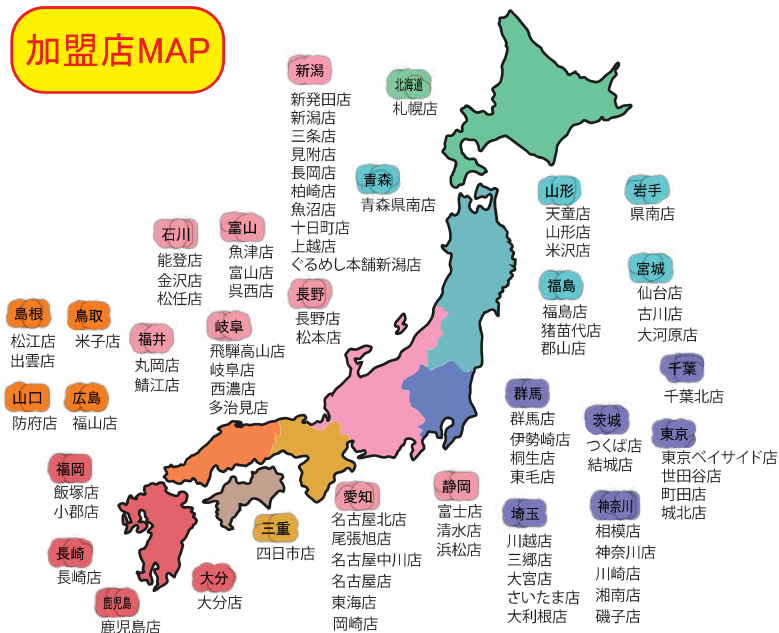 加盟店MAP
北海道
札幌店
新潟
新発田店
新潟店
三条店
見附店
長岡店
柏崎店
魚沼店
十日町店
上越店
ぐるめし本舗新潟店
青森
青森県南店
山形
天童店
山形店
米沢店
岩手
県南店
石川
能登店
金沢店
松任店
富山
魚津店
富山店
呉西店
長野
長野店
松本店
福島
福島店
猪苗代店
郡山店
宮城
仙台店
古川店
大河原店
島根
松江店
出雲店
鳥取
米子店
福井
丸岡店
鯖江店
岐阜
飛騨高山店
岐阜店
西濃店
多治見店
山口
防府店
広島
福山店
群馬
群馬店
伊勢崎店
桐生店
東毛店
茨城
つくば店
結城店
千葉
千葉北店
東京
東京ベイサイド店
世田谷店
町田店
城北店
福岡
飯塚店
小郡店
長崎
長崎店
鹿児島
鹿児島店
大分
大分店
三重
四日市店
愛知
名古屋北店
尾張旭店
名古屋中川店
名古屋店
東海店
岡崎店
静岡
富士店
清水店
浜松店
埼玉
川越店
三郷店
大宮店
さいたま店
大利根店
神奈川
相模店
神奈川店
川崎店
湘南店
磯子店